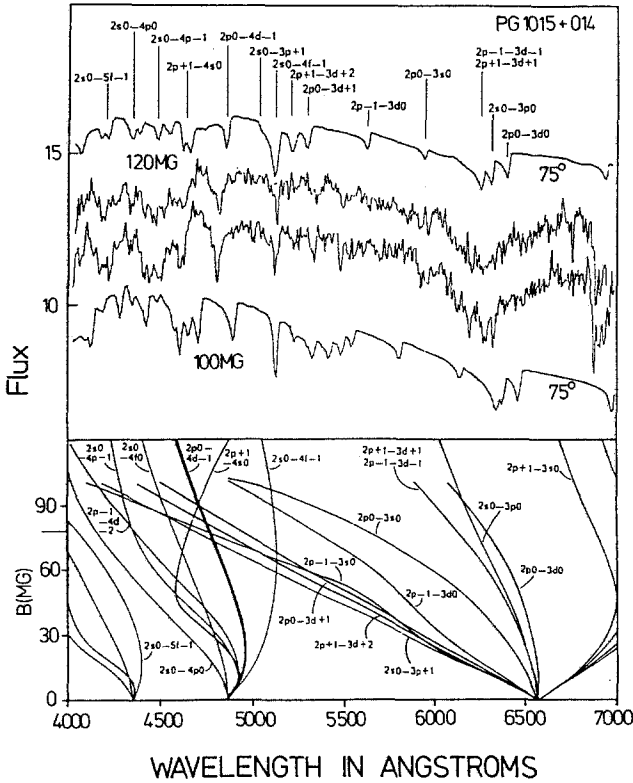 PG 1015 + 014
2s0–4p0
2s0–4p–1
2p0–4d–1
2s0–3p+1
2s0–4f–1
2p+1–3d+2
2p0–3d+1
2p–1–3d–1
2p+1–3d+1
2s0–5f–1
2p+1–4s0
2p–1–3d0
2p0–3s0
2s0–3p0
2p0–3d0
15
120MG
75°
10
100MG
75°
Flux
2s0
–4p–1
2s0
–4f0
2p0–
4d–1
2p+1
–4s0
2s0–4f–1
2p+1–3d+1
2p–1–3d–1
2p+1–3s0
2p–1
–4d
–2
2p0–3s0
2s0–3p0
2p–1–3s0
2p0–3d0
2p0–3d+1
2p–1–3d0
2p+1–3d+2
2s0–3p+1
2s0–5f–1
2s0–4p0
90
60
30
0
B(MG)
4000 4500 5000 5500 6000 6500 7000
WAVELENGTH IN ANGSTROMS